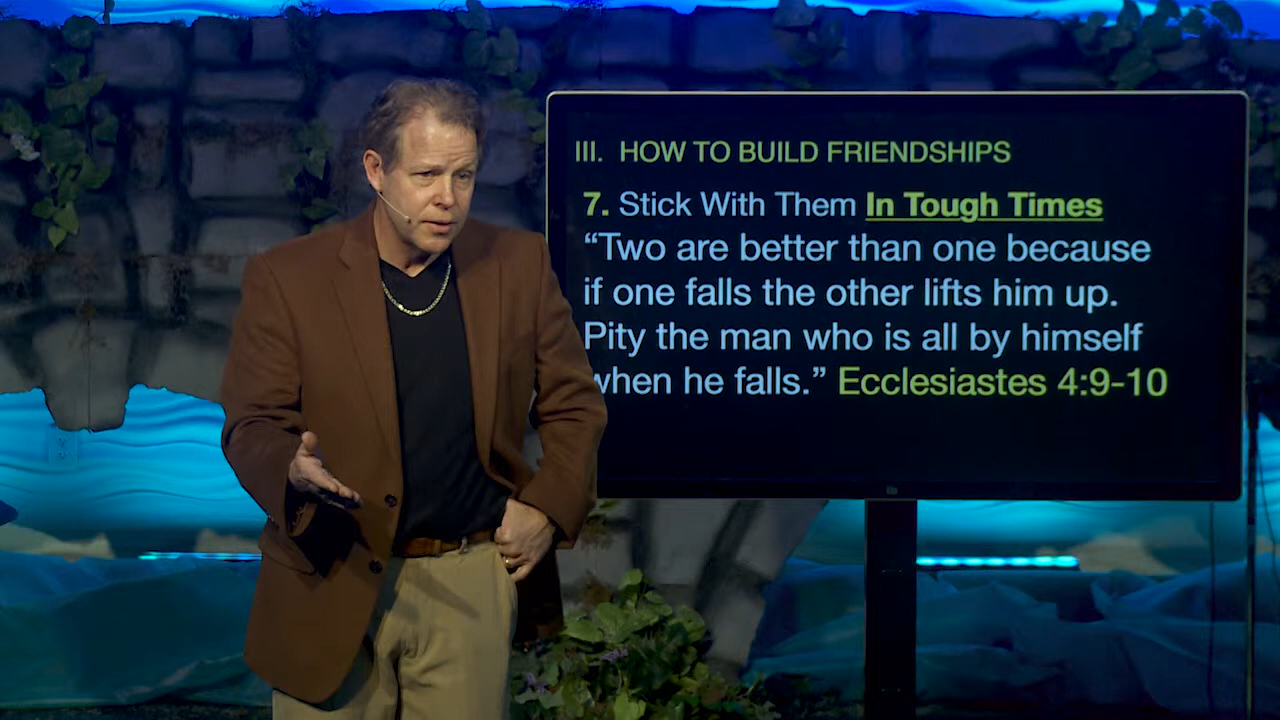 III. HOW TO BUILD FRIENDSHIPS
7. Stick With Them In Tough Times
“Two are better than one because
if one falls the other lifts him up.
Pity the man who is all by himself
when he falls.” Ecclesiastes 4:9-10